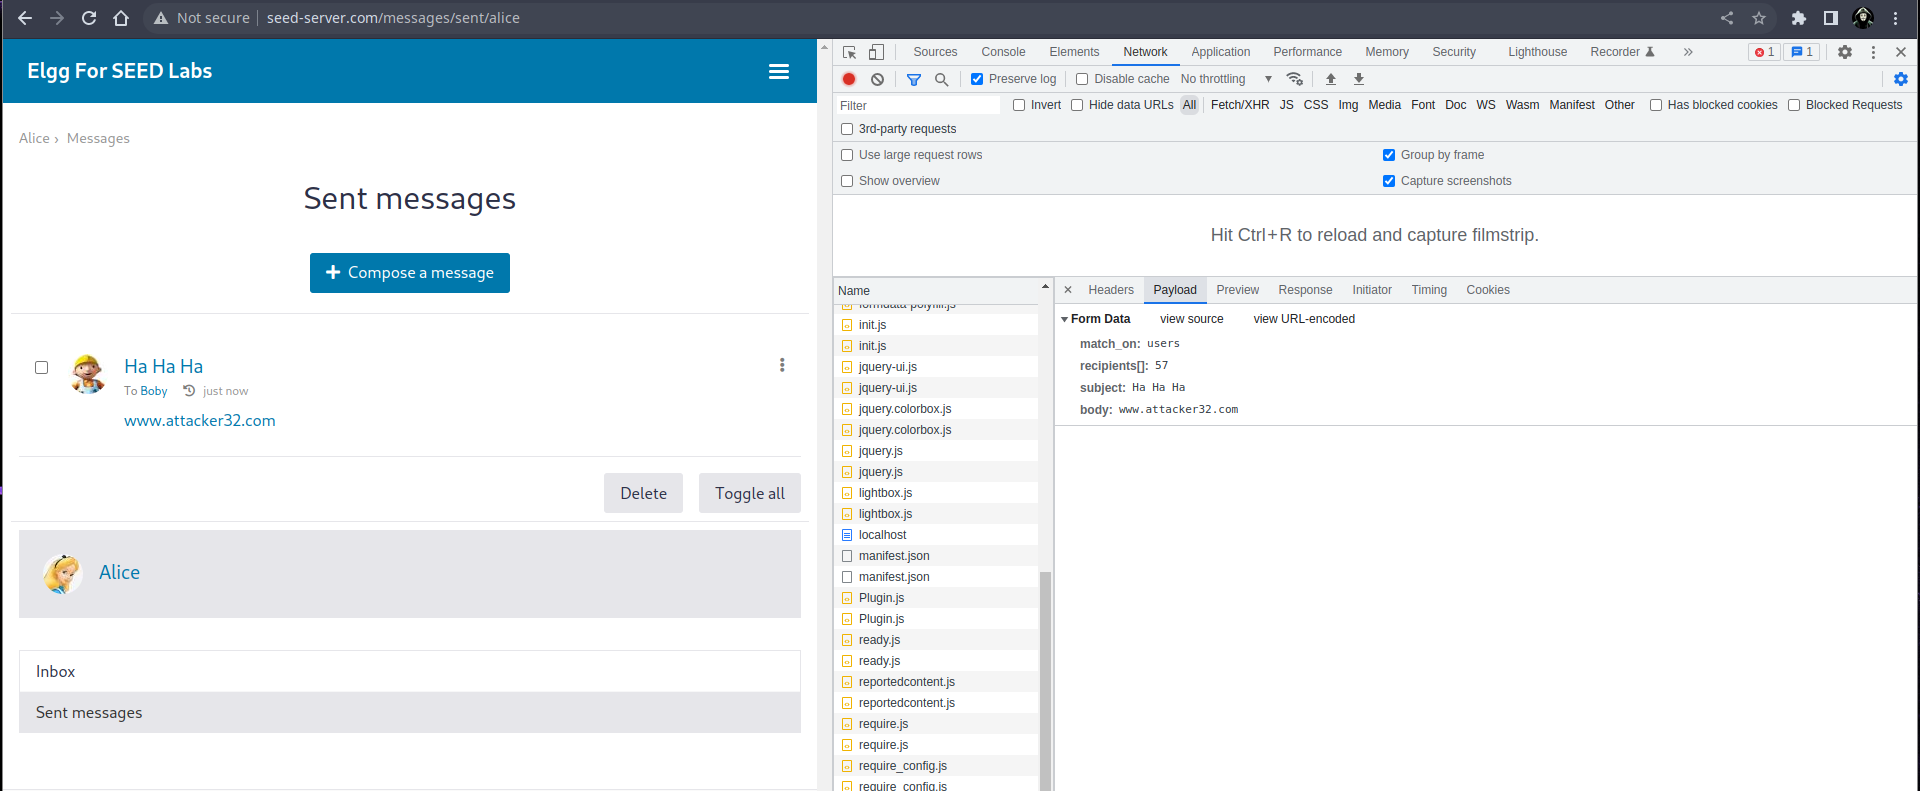 Not secure seed-server.com/messages/sent/alice
Elgg For SEED Labs
Alice › Messages
Sent messages
Compose a message
Ha Ha Ha
To Boby just now
www.attacker32.com
Delete Toggle all
Alice
Inbox
Sent messages
Sources Console Elements Network Application Performance Memory Security Lighthouse Recorder » 1 1
Preserve log Disable cache No throttling
Filter Invert Hide data URLs All Fetch/XHR JS CSS Img Media Font Doc WS Wasm Manifest Other Has blocked cookies Blocked Requests
3rd-party requests
Use large request rows Group by frame
Show overview Capture screenshots
Hit Ctrl+R to reload and capture filmstrip.
Name
formdata-polyfill.js
init.js
init.js
jquery-ui.js
jquery-ui.js
jquery.colorbox.js
jquery.colorbox.js
jquery.js
jquery.js
lightbox.js
lightbox.js
localhost
manifest.json
manifest.json
Plugin.js
Plugin.js
ready.js
ready.js
reportedcontent.js
reportedcontent.js
require.js
require.js
require_config.js
require_config.js
Headers Payload Preview Response Initiator Timing Cookies
Form Data view source view URL-encoded
match_on: users
recipients[]: 57
subject: Ha Ha Ha
body: www.attacker32.com